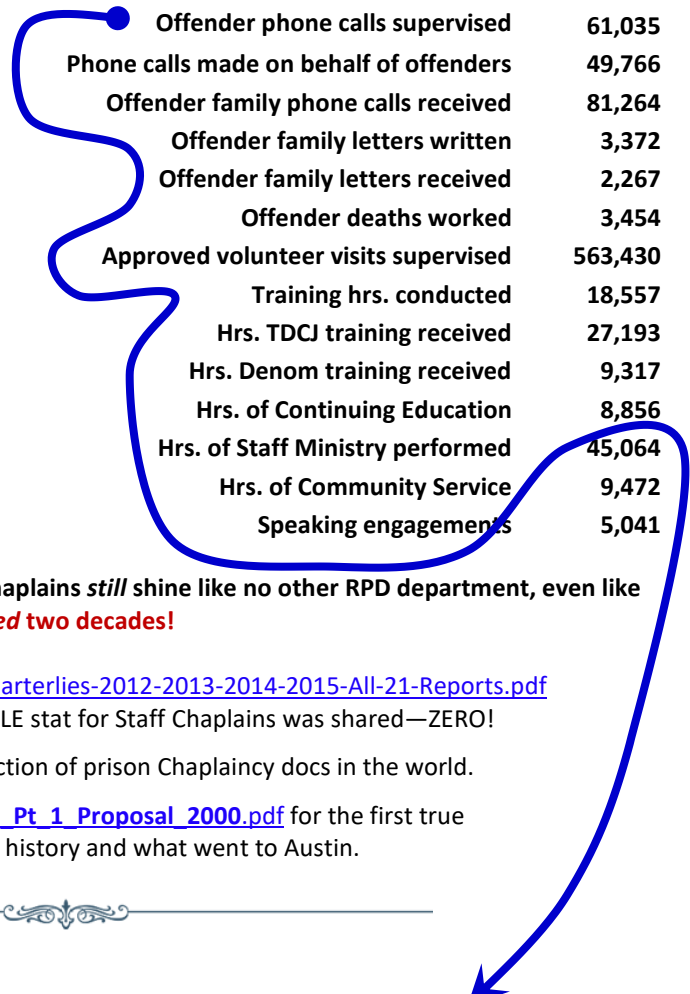 Offender phone calls supervised 61,035
Phone calls made on behalf of offenders 49,766
Offender family phone calls received 81,264
Offender family letters written 3,372
Offender family letters received 2,267
Offender deaths worked 3,454
Approved volunteer visits supervised 563,430
Training hrs. conducted 18,557
Hrs. TDCJ training received 27,193
Hrs. Denom training received 9,317
Hrs. of Continuing Education 8,856
Hrs. of Staff Ministry performed 45,064
Hrs. of Community Service 9,472
Speaking engagements 5,041
haplains still shine like no other RPD department, even like
ed two decades!
arterlies-2012-2013-2014-2015-All-21-Reports.pdf
LE stat for Staff Chaplains was shared—ZERO!
ction of prison Chaplaincy docs in the world.
_Pt_1_Proposal_2000.pdf for the first true
history and what went to Austin.